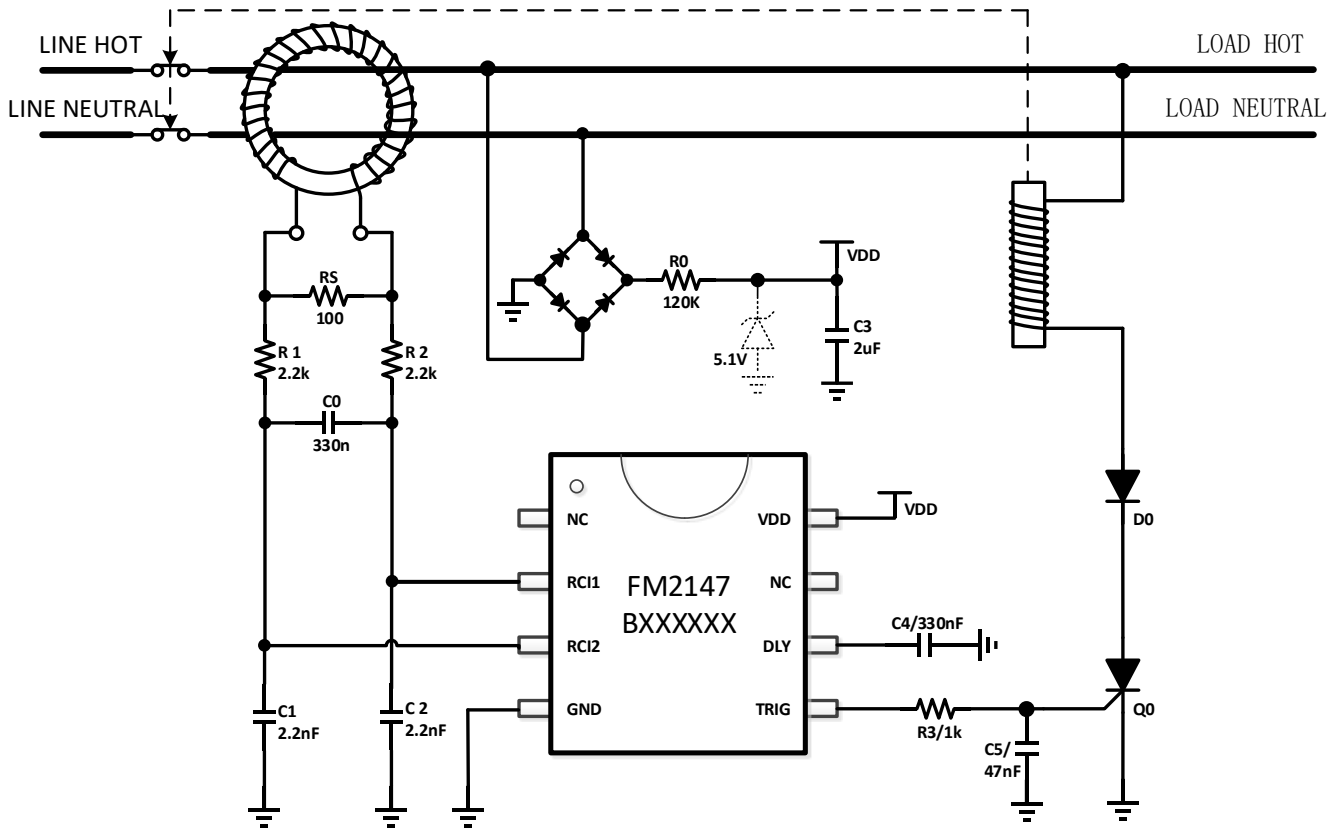 LINE HOT
LOAD HOT
LINE NEUTRAL
LOAD NEUTRAL
RS
100
R0
120K
VDD
5.1V
C3
2uF
R 1
2.2k
R 2
2.2k
C0
330n
NC
RCI1
RCI2
GND
FM2147
BXXXXXX
VDD
NC
DLY
TRIG
VDD
C4/330nF
R3/1k
C5/
47nF
D0
Q0
C1
2.2nF
C 2
2.2nF